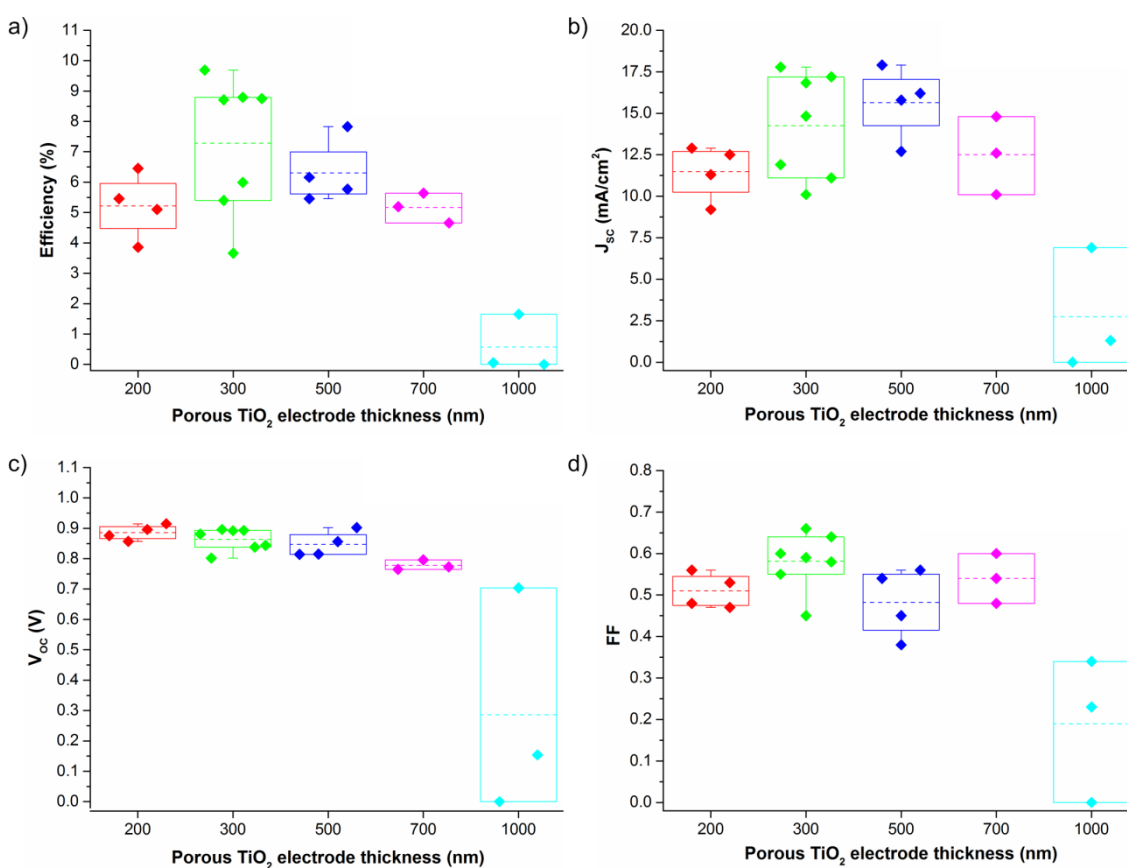 a)
Efficiency (%)
11
10
9
8
7
6
5
4
3
2
1
0
200 300 500 700 1000
Porous TiO₂ electrode thickness (nm)
b)
J_SC (mA/cm²)
20.0
17.5
15.0
12.5
10.0
7.5
5.0
2.5
0.0
200 300 500 700 1000
Porous TiO₂ electrode thickness (nm)
c)
V_OC (V)
1.1
1.0
0.9
0.8
0.7
0.6
0.5
0.4
0.3
0.2
0.1
0.0
200 300 500 700 1000
Porous TiO₂ electrode thickness (nm)
d)
FF
0.8
0.7
0.6
0.5
0.4
0.3
0.2
0.1
0.0
200 300 500 700 1000
Porous TiO₂ electrode thickness (nm)